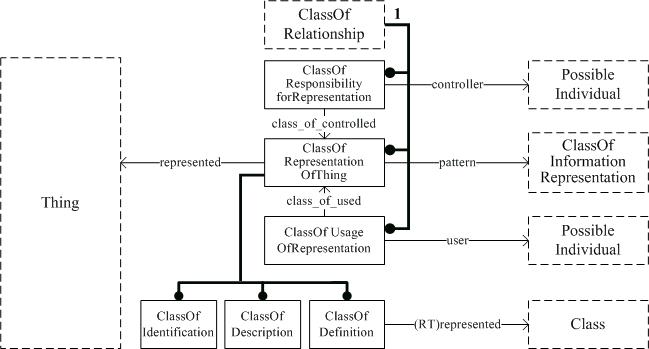 ClassOf
Relationship
1
ClassOf
Responsibility
forRepresentation
controller
Possible
Individual
class_of_controlled
Thing
represented
ClassOf
Representation
OfThing
pattern
ClassOf
Information
Representation
class_of_used
ClassOf Usage
OfRepresentation
user
Possible
Individual
ClassOf
Identification
ClassOf
Description
ClassOf
Definition
(RT)represented
Class